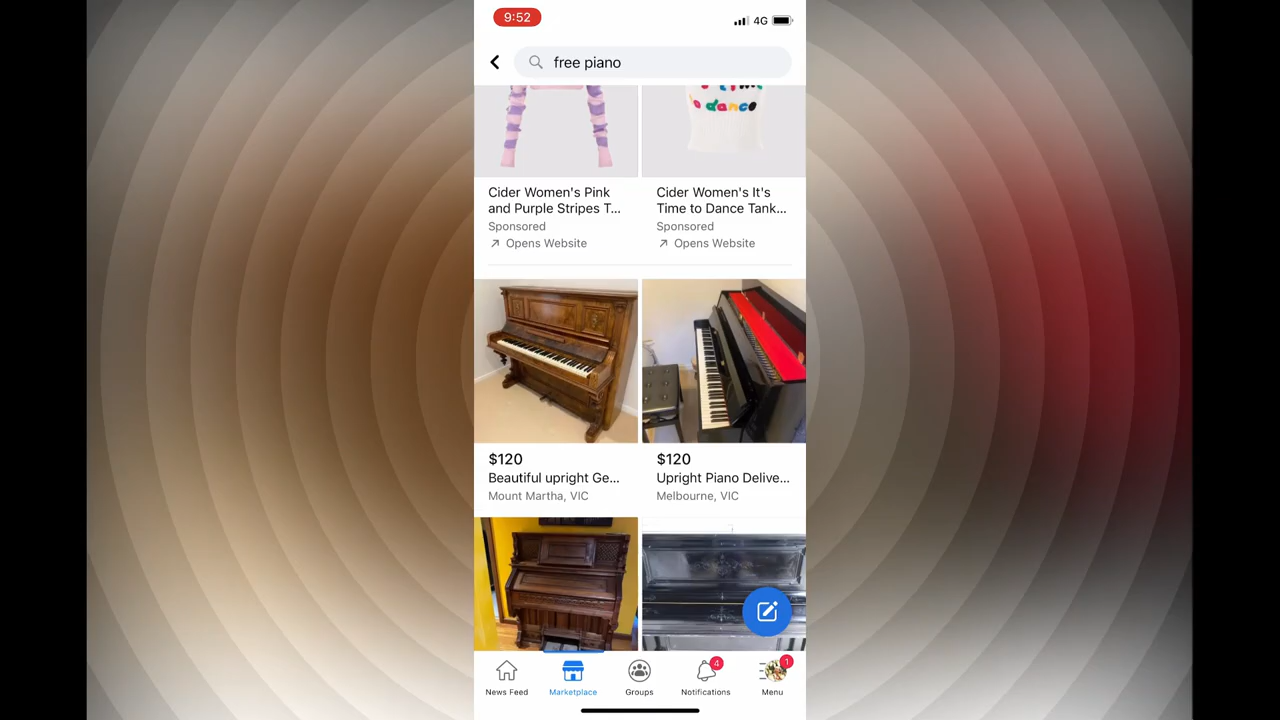 9:52
4G
free piano
o dance
Cider Women's Pink
and Purple Stripes T...
Sponsored
Opens Website
Cider Women's It's
Time to Dance Tank...
Sponsored
Opens Website
$120
Beautiful upright Ge...
Mount Martha, VIC
$120
Upright Piano Delive...
Melbourne, VIC
News Feed
Marketplace
Groups
4
Notifications
1
Menu